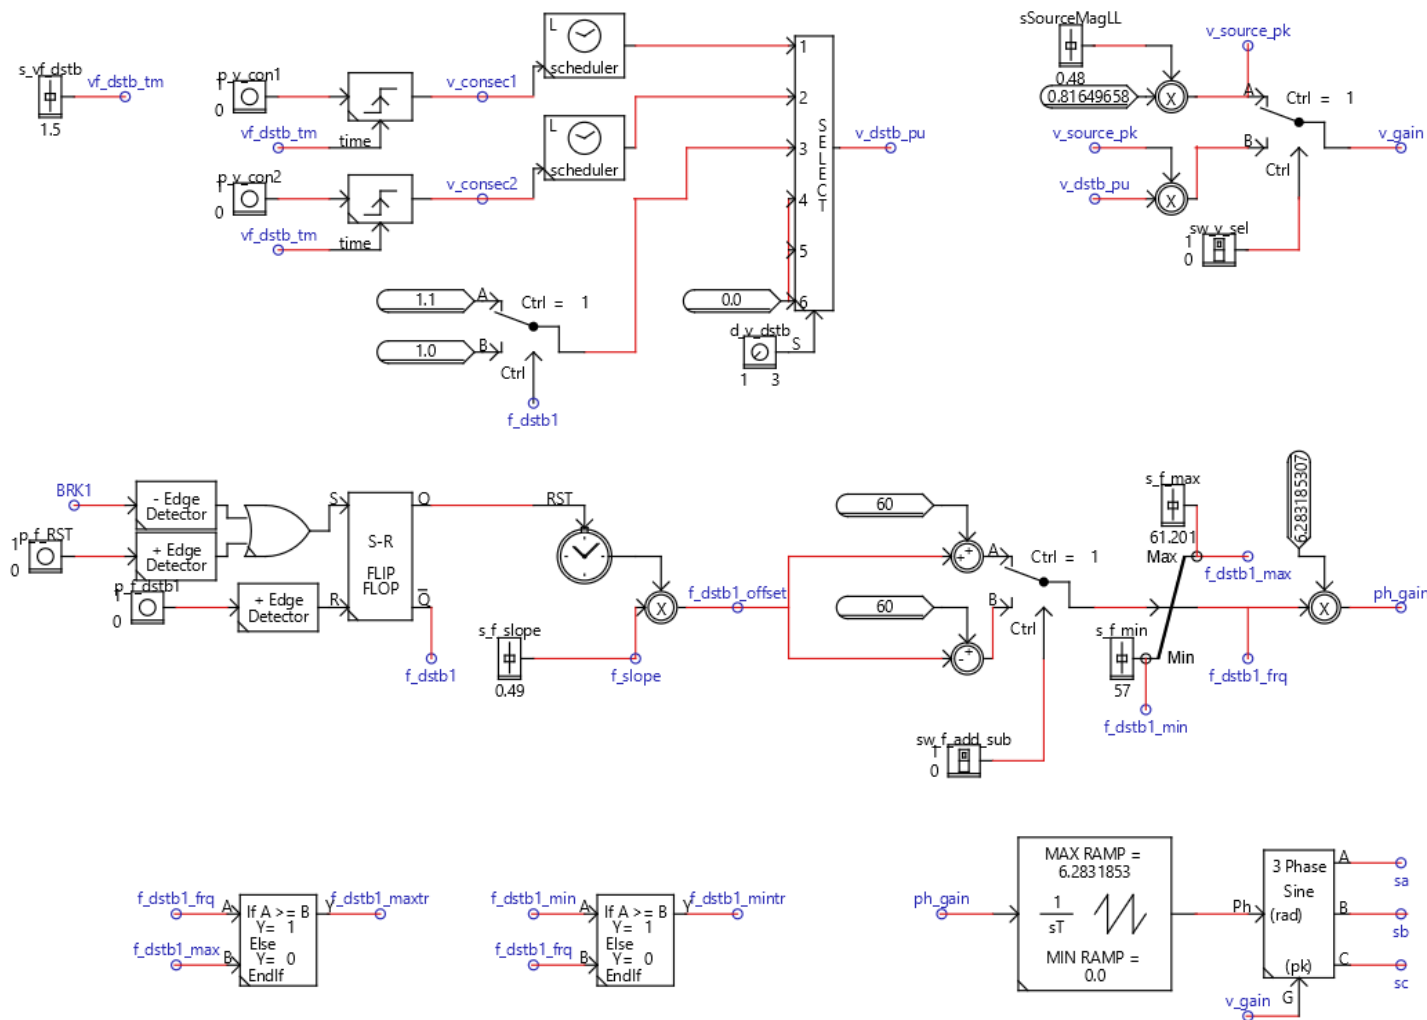 s_vf_dstb
vf_dstb_tm
1.5
p_v_con1
1
0
vf_dstb_tm
time
v_consec1
L
scheduler
p_v_con2
1
0
vf_dstb_tm
time
v_consec2
L
scheduler
1
2
3
4
5
6
SELECT
v_dstb_pu
0.0
d_v_dstb
S
1 3
1.1
A
Ctrl = 1
1.0
B
Ctrl
f_dstb1
sSourceMagLL
0.48
0.81649658
X
v_source_pk
A
Ctrl = 1
v_source_pk
B
Ctrl
v_gain
v_dstb_pu
X
sw_v_sel
1
0
BRK1
- Edge
Detector
p_f_RST
1
0
+ Edge
Detector
p_f_dstb1
1
0
+ Edge
Detector
S
R
S-R
FLIP
FLOP
Q
Q
f_dstb1
RST
X
s_f_slope
0.49
f_slope
f_dstb1_offset
60
+
+
A
Ctrl = 1
60
+
-
B
Ctrl
sw_f_add_sub
1
0
s_f_max
61.201
Max
f_dstb1_max
s_f_min
57
Min
f_dstb1_min
f_dstb1_frq
6.283185307
X
ph_gain
f_dstb1_frq
A
f_dstb1_max
B
If A >= B
Y= 1
Else
Y= 0
EndIf
Y
f_dstb1_maxtr
f_dstb1_min
A
f_dstb1_frq
B
If A >= B
Y= 1
Else
Y= 0
EndIf
Y
f_dstb1_mintr
ph_gain
MAX RAMP =
6.2831853
1
sT
MIN RAMP =
0.0
Ph
3 Phase
Sine
(rad)
(pk)
A
sa
B
sb
C
sc
v_gain
G